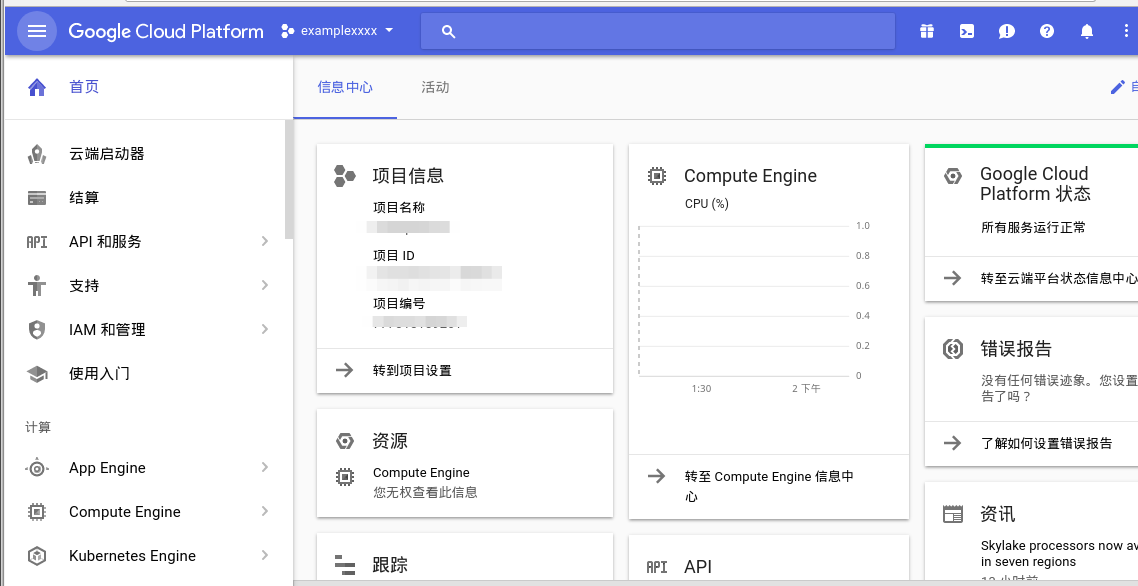 Google Cloud Platform
examplexxxx
首页
云端启动器
结算
API 和服务
支持
IAM 和管理
使用入门
计算
App Engine
Compute Engine
Kubernetes Engine
信息中心
活动
项目信息
项目名称
项目 ID
项目编号
转到项目设置
资源
Compute Engine
您无权查看此信息
跟踪
Compute Engine
CPU (%)
1.0
0.8
0.6
0.4
0.2
0
1:30
2 下午
转至 Compute Engine 信息中
心
API
API
Google Cloud
Platform 状态
所有服务运行正常
转至云端平台状态信息中心
错误报告
没有任何错误迹象。您设置
告了吗？
了解如何设置错误报告
资讯
Skylake processors now av
in seven regions